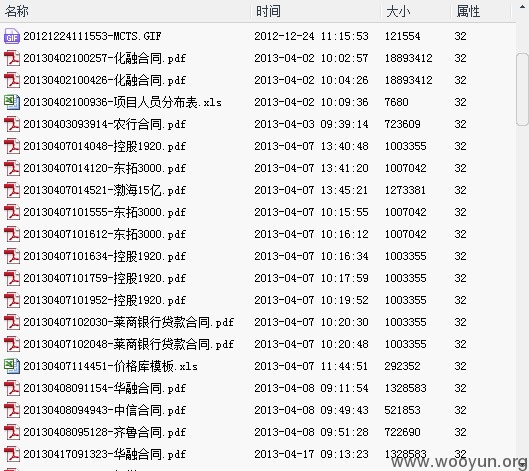 名称 时间 大小 属性
20121224111553-MCTS.GIF 2012-12-24 11:15:53 121554 32
20130402100257-化融合同.pdf 2013-04-02 10:02:57 18893412 32
20130402100426-化融合同.pdf 2013-04-02 10:04:26 18893412 32
20130402100936-项目人员分布表.xls 2013-04-02 10:09:36 7680 32
20130403093914-农行合同.pdf 2013-04-03 09:39:14 723609 32
20130407014048-控股1920.pdf 2013-04-07 13:40:48 1003355 32
20130407014120-东拓3000.pdf 2013-04-07 13:41:20 1007042 32
20130407014521-渤海15亿.pdf 2013-04-07 13:45:21 1273381 32
20130407101555-东拓3000.pdf 2013-04-07 10:15:55 1007042 32
20130407101612-东拓3000.pdf 2013-04-07 10:16:12 1007042 32
20130407101634-控股1920.pdf 2013-04-07 10:16:34 1003355 32
20130407101759-控股1920.pdf 2013-04-07 10:17:59 1003355 32
20130407101952-控股1920.pdf 2013-04-07 10:19:52 1003355 32
20130407102030-莱商银行贷款合同.pdf 2013-04-07 10:20:30 1003355 32
20130407102048-莱商银行贷款合同.pdf 2013-04-07 10:20:48 1003355 32
20130407114451-价格库模板.xls 2013-04-07 11:44:51 292352 32
20130408091154-华融合同.pdf 2013-04-08 09:11:54 1328583 32
20130408094943-中信合同.pdf 2013-04-08 09:49:43 521853 32
20130408095128-齐鲁合同.pdf 2013-04-08 09:51:28 722690 32
20130417091323-华融合同.pdf 2013-04-17 09:13:23 1328583 32
www.wooyun.org